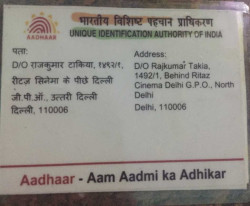 भारतीय विशिष्ट पहचान प्राधिकरण
UNIQUE IDENTIFICATION AUTHORITY OF INDIA
AADHAAR
पता:
D/O राजकुमार टाकिया, १४९२/१,
रीटज़ सिनेमा के पीछे दिल्ली
जी.पी.ओ., उत्तरी दिल्ली
दिल्ली, 110006
Address:
D/O Rajkumar Takia,
1492/1, Behind Ritaz
Cinema Delhi G.P.O., North
Delhi
Delhi, 110006
Aadhaar - Aam Aadmi ka Adhikar